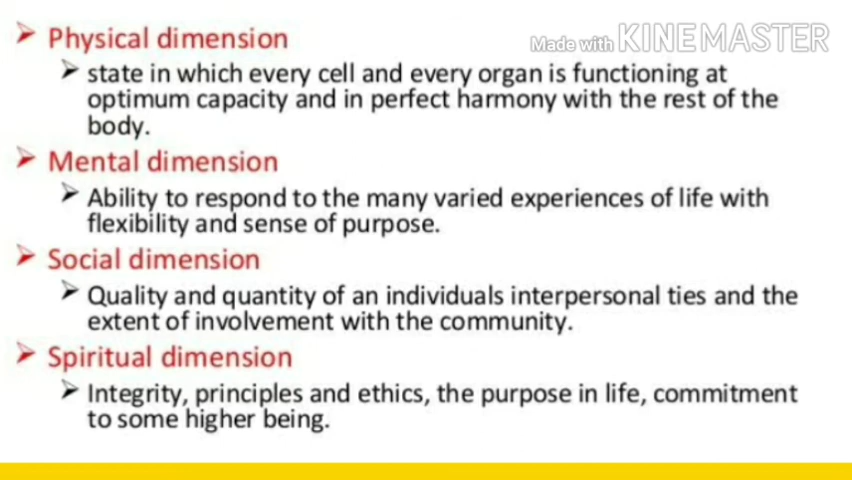 Made with KINEMASTER
Physical dimension
state in which every cell and every organ is functioning at
optimum capacity and in perfect harmony with the rest of the
body.
Mental dimension
Ability to respond to the many varied experiences of life with
flexibility and sense of purpose.
Social dimension
Quality and quantity of an individuals interpersonal ties and the
extent of involvement with the community.
Spiritual dimension
Integrity, principles and ethics, the purpose in life, commitment
to some higher being.